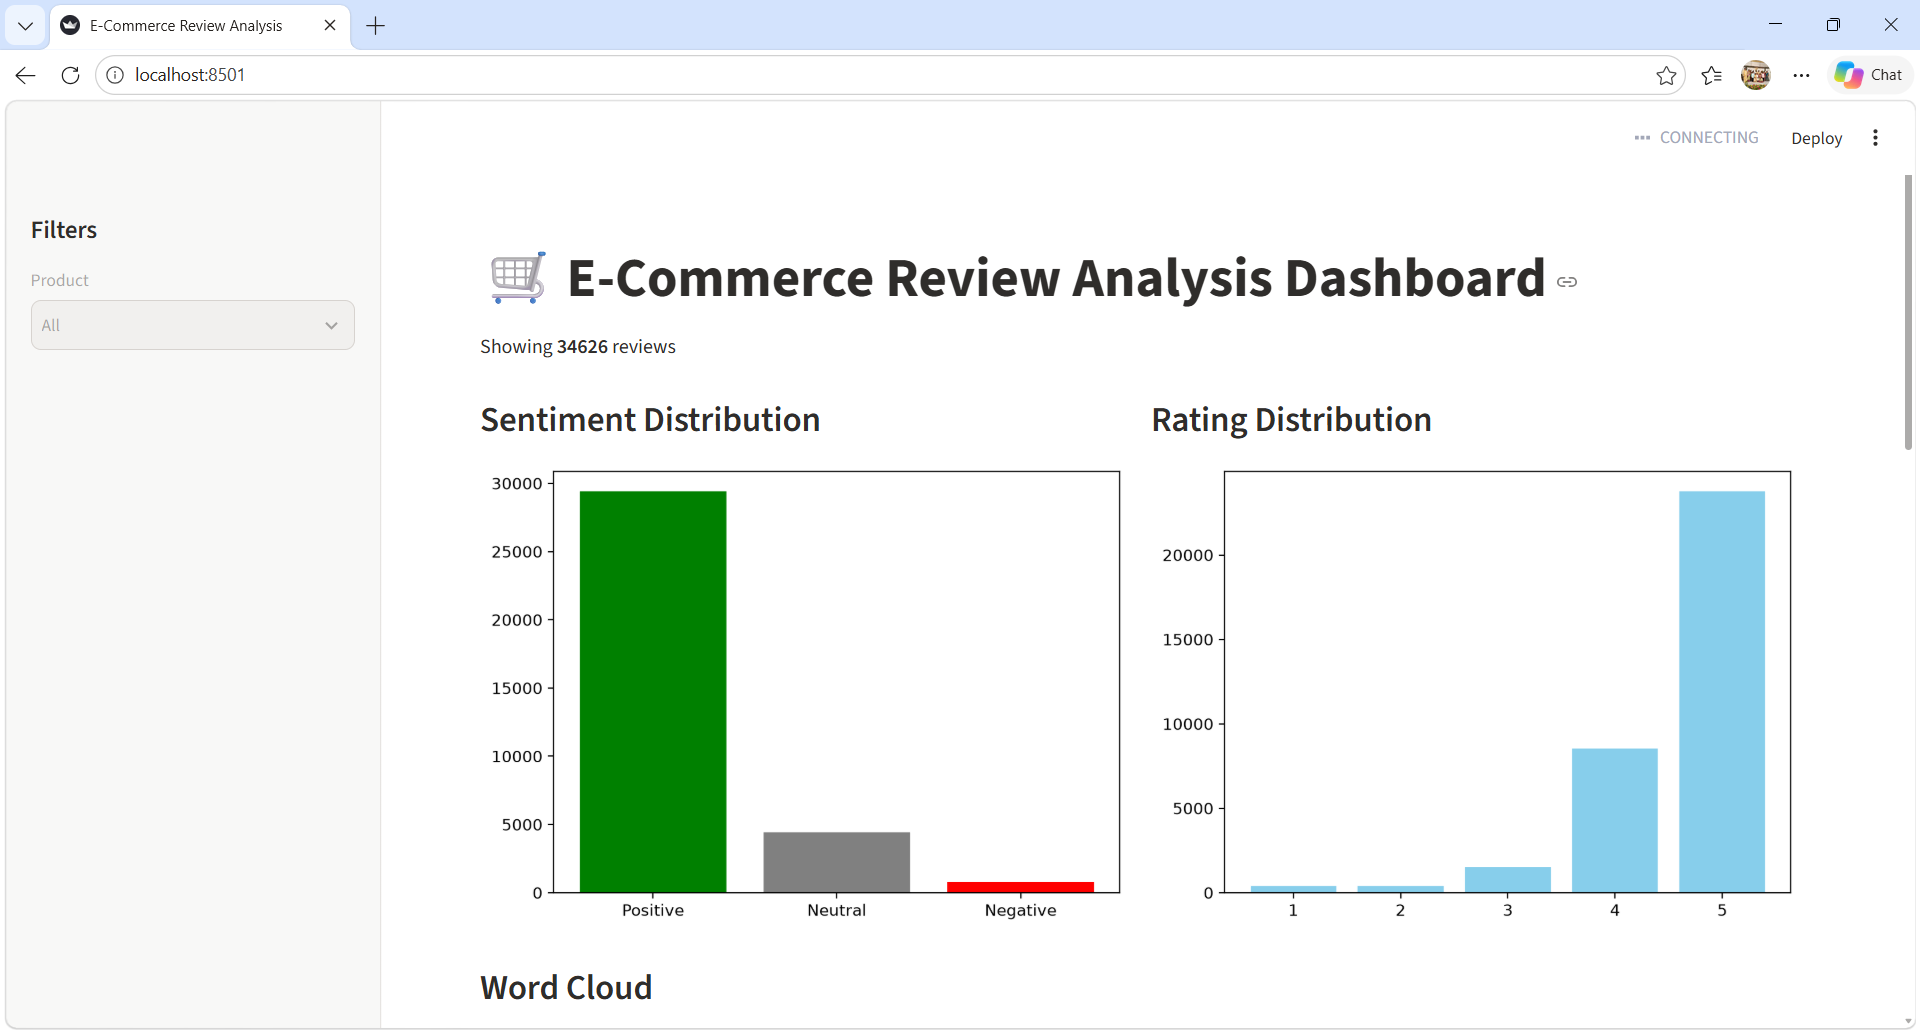 E-Commerce Review Analysis
localhost:8501
Chat
CONNECTING
Deploy
Filters
Product
All
E-Commerce Review Analysis Dashboard
Showing 34626 reviews
Sentiment Distribution
30000
25000
20000
15000
10000
5000
0
Positive Neutral Negative
Rating Distribution
20000
15000
10000
5000
0
1 2 3 4 5
Word Cloud